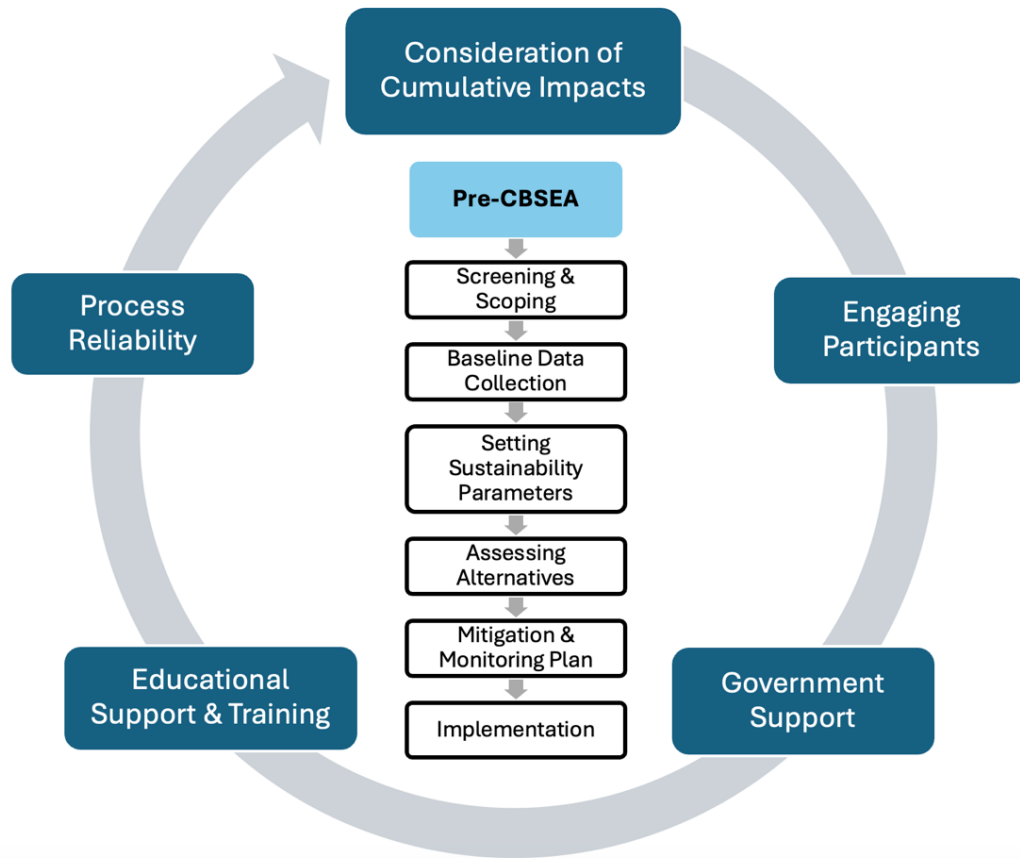 Consideration of
Cumulative Impacts
Pre-CBSEA
Screening &
Scoping
Baseline Data
Collection
Setting
Sustainability
Parameters
Assessing
Alternatives
Mitigation &
Monitoring Plan
Implementation
Engaging
Participants
Government
Support
Educational
Support & Training
Process
Reliability